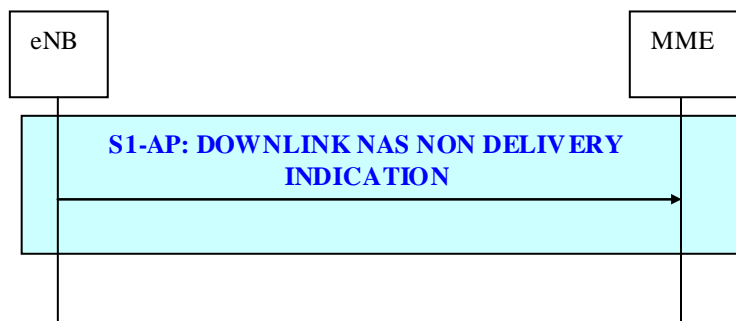 eNB
MME
S1-AP: DOWNLINK NAS NON DELIVERY
INDICATION